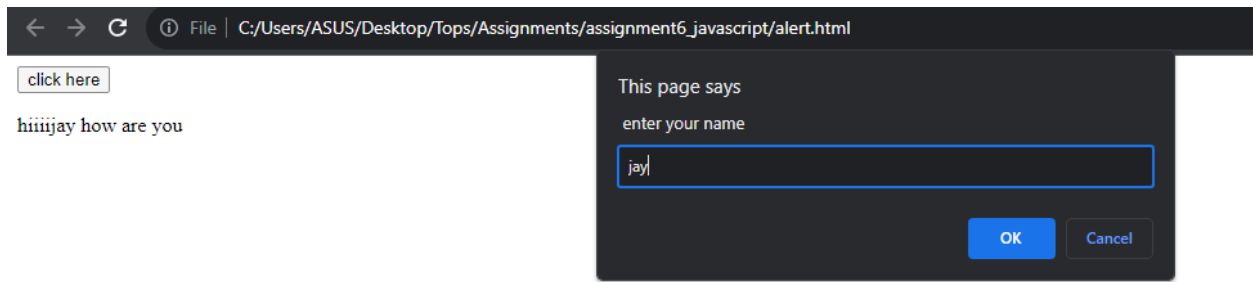 File | C:/Users/ASUS/Desktop/Tops/Assignments/assignment6_javascript/alert.html
click here
hiiiijay how are you
This page says
enter your name
jay
OK Cancel